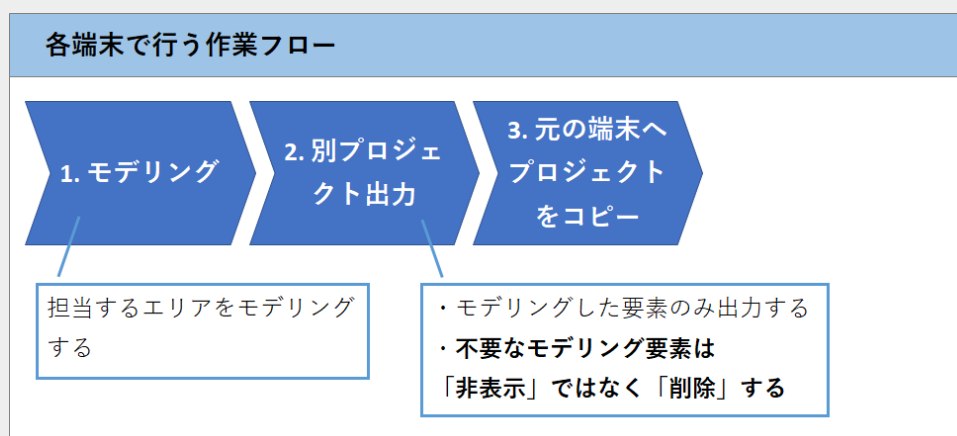 各端末で行う作業フロー
1. モデリング
2. 別プロジェ
クト出力
3. 元の端末へ
プロジェクト
をコピー
担当するエリアをモデリング
する
・モデリングした要素のみ出力する
・不要なモデリング要素は
「非表示」ではなく「削除」する